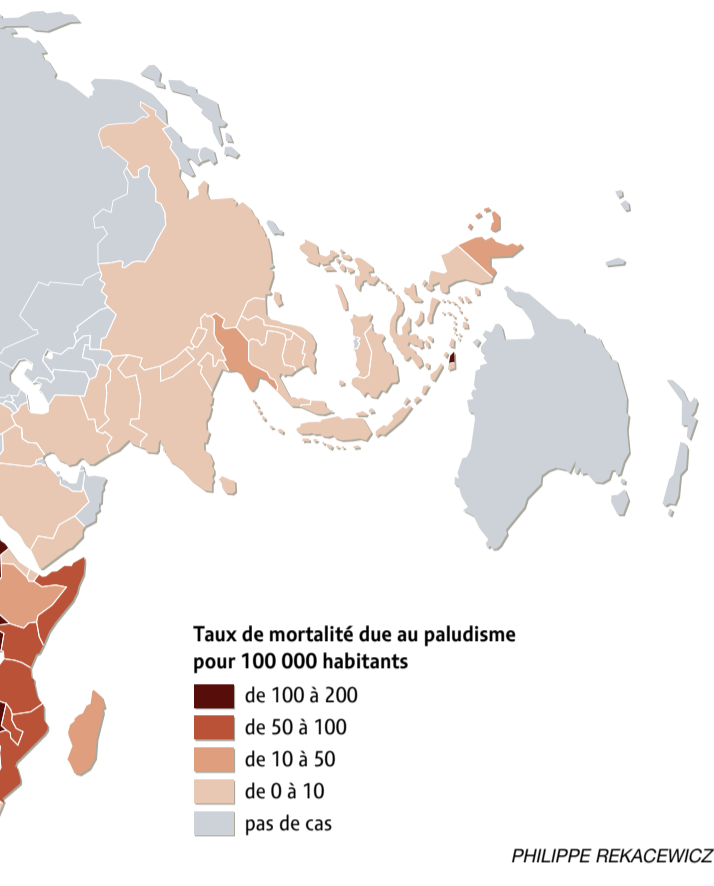 Taux de mortalité due au paludisme
pour 100 000 habitants
de 100 à 200
de 50 à 100
de 10 à 50
de 0 à 10
pas de cas
PHILIPPE REKACEWICZ